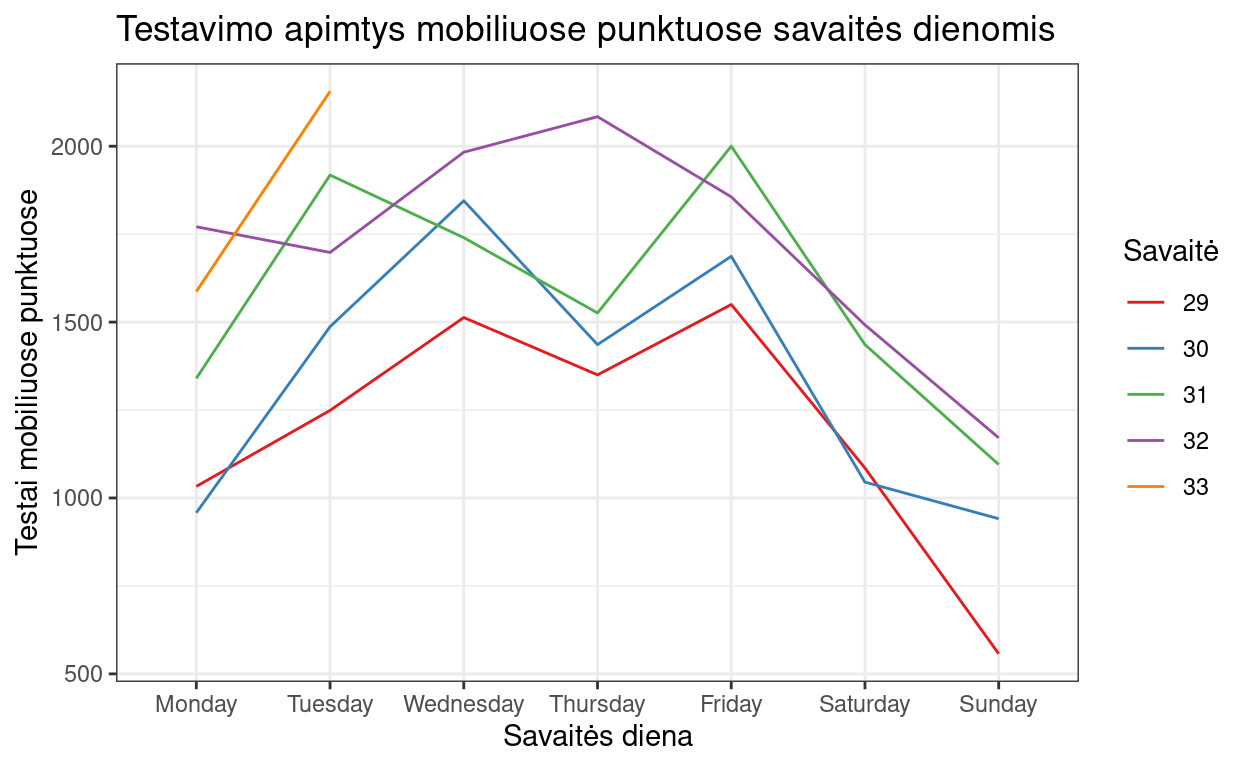 Testavimo apimtys mobiliuose punktuose savaitės dienomis
Testai mobiliuose punktuose
2000
1500
1000
500
Monday Tuesday Wednesday Thursday Friday Saturday Sunday
Savaitės diena
Savaitė
29
30
31
32
33